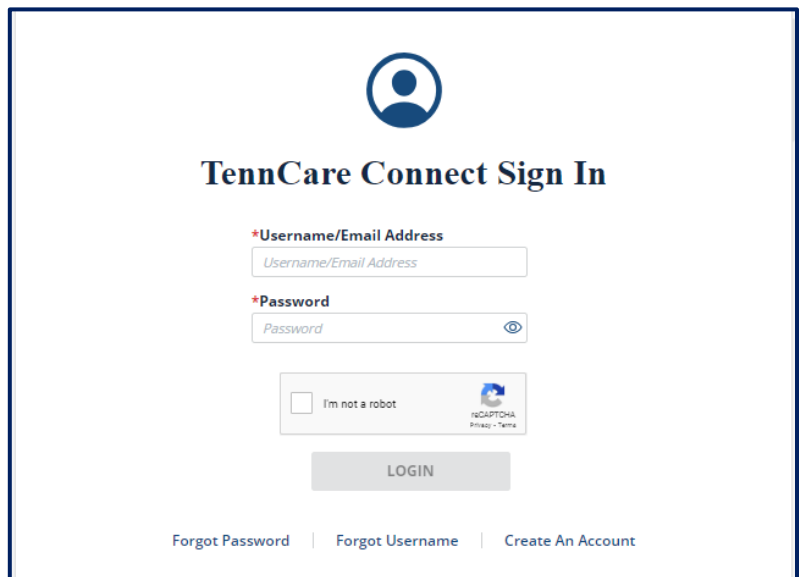 TennCare Connect Sign In
*Username/Email Address
Username/Email Address
*Password
Password
I'm not a robot
reCAPTCHA
Privacy - Terms
LOGIN
Forgot Password | Forgot Username | Create An Account